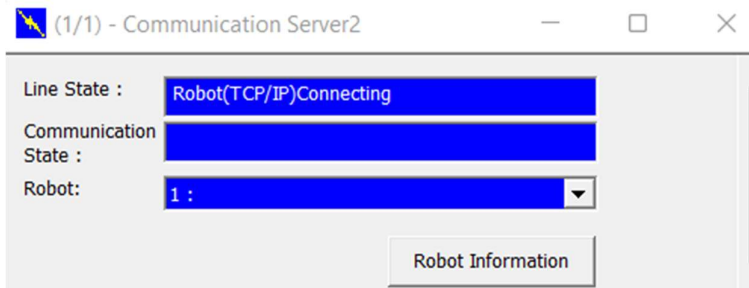 (1/1) - Communication Server2
Line State :
Robot(TCP/IP)Connecting
Communication
State :
Robot:
1 :
Robot Information